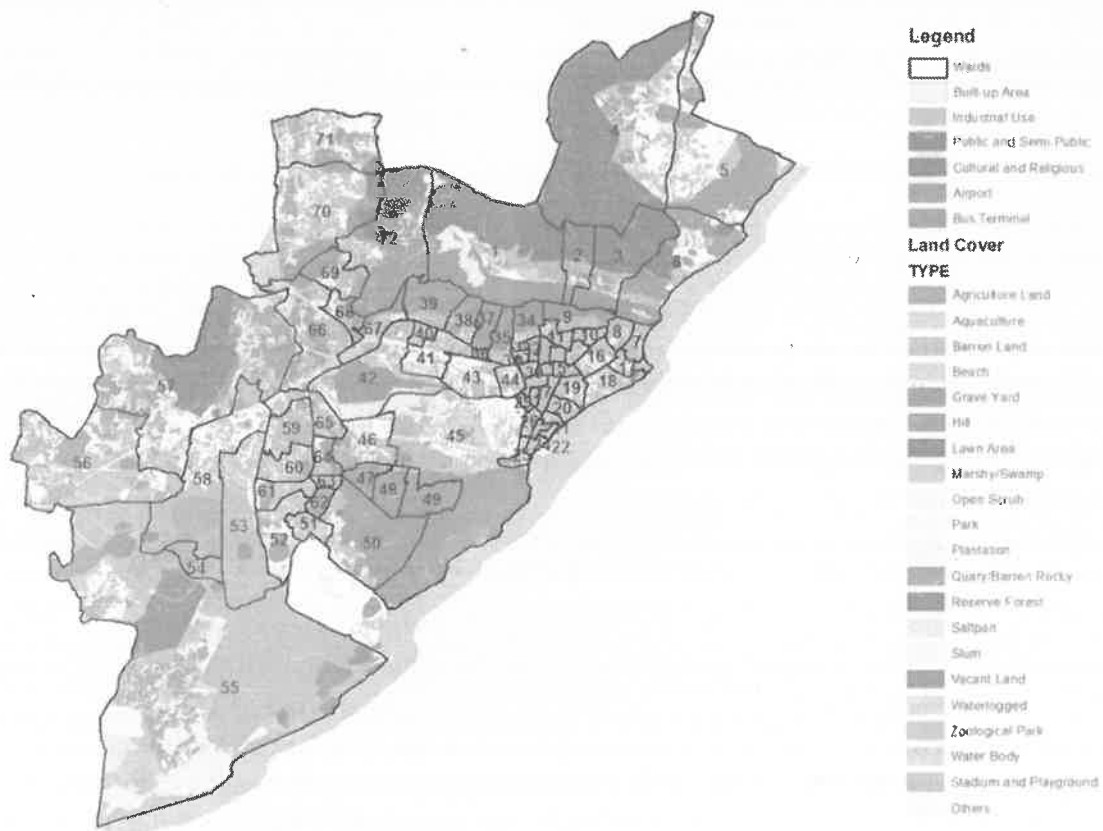 Legend
Wards
Built-up Area
Industrial Use
Public and Semi Public
Cultural and Religious
Airport
Bus Terminal
Land Cover
TYPE
Agriculture Land
Aquaculture
Barren Land
Beach
Grave Yard
Hill
Lawn Area
Marshy/Swamp
Open Scrub
Park
Plantation
Quary/Barren Rocky
Reserve Forest
Saltpan
Slum
Vacant Land
Waterlogged
Zoological Park
Water Body
Stadium and Playground
Others
4
5
71
70
72
1
2
3
6
69
39
38
37
34
9
8
7
68
67
66
40
41
35
10
16
42
43
44
18
19
20
57
59
65
46
45
22
56
58
60
64
63
47
48
49
61
62
53
51
52
50
54
55